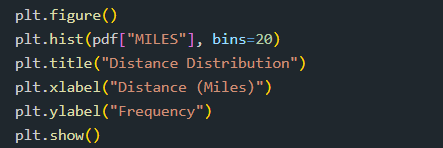 plt.figure()
plt.hist(pdf["MILES"], bins=20)
plt.title("Distance Distribution")
plt.xlabel("Distance (Miles)")
plt.ylabel("Frequency")
plt.show()